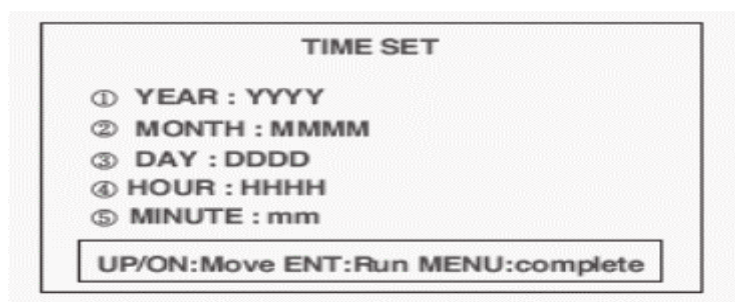 TIME SET
① YEAR : YYYY
② MONTH : MMMM
③ DAY : DDDD
④ HOUR : HHHH
⑤ MINUTE : mm
UP/ON:Move ENT:Run MENU:complete